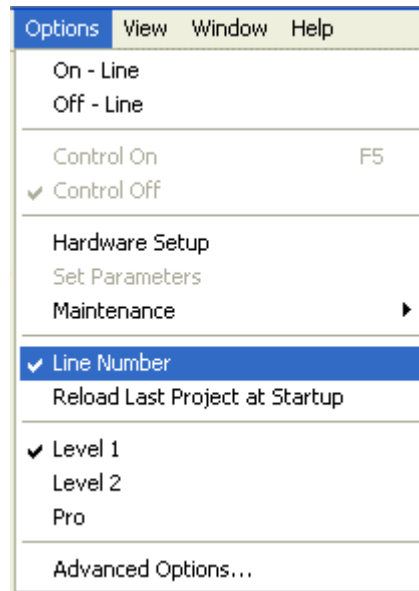 Options View Window Help
On - Line
Off - Line
Control On F5
Control Off
Hardware Setup
Set Parameters
Maintenance
Line Number
Reload Last Project at Startup
Level 1
Level 2
Pro
Advanced Options...